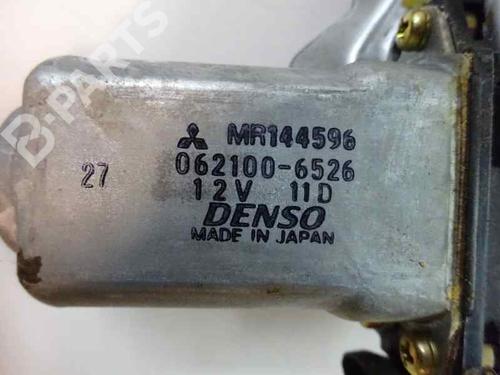 B-PARTS
MR144596
27
062100-6526
12V 11D
DENSO
MADE IN JAPAN